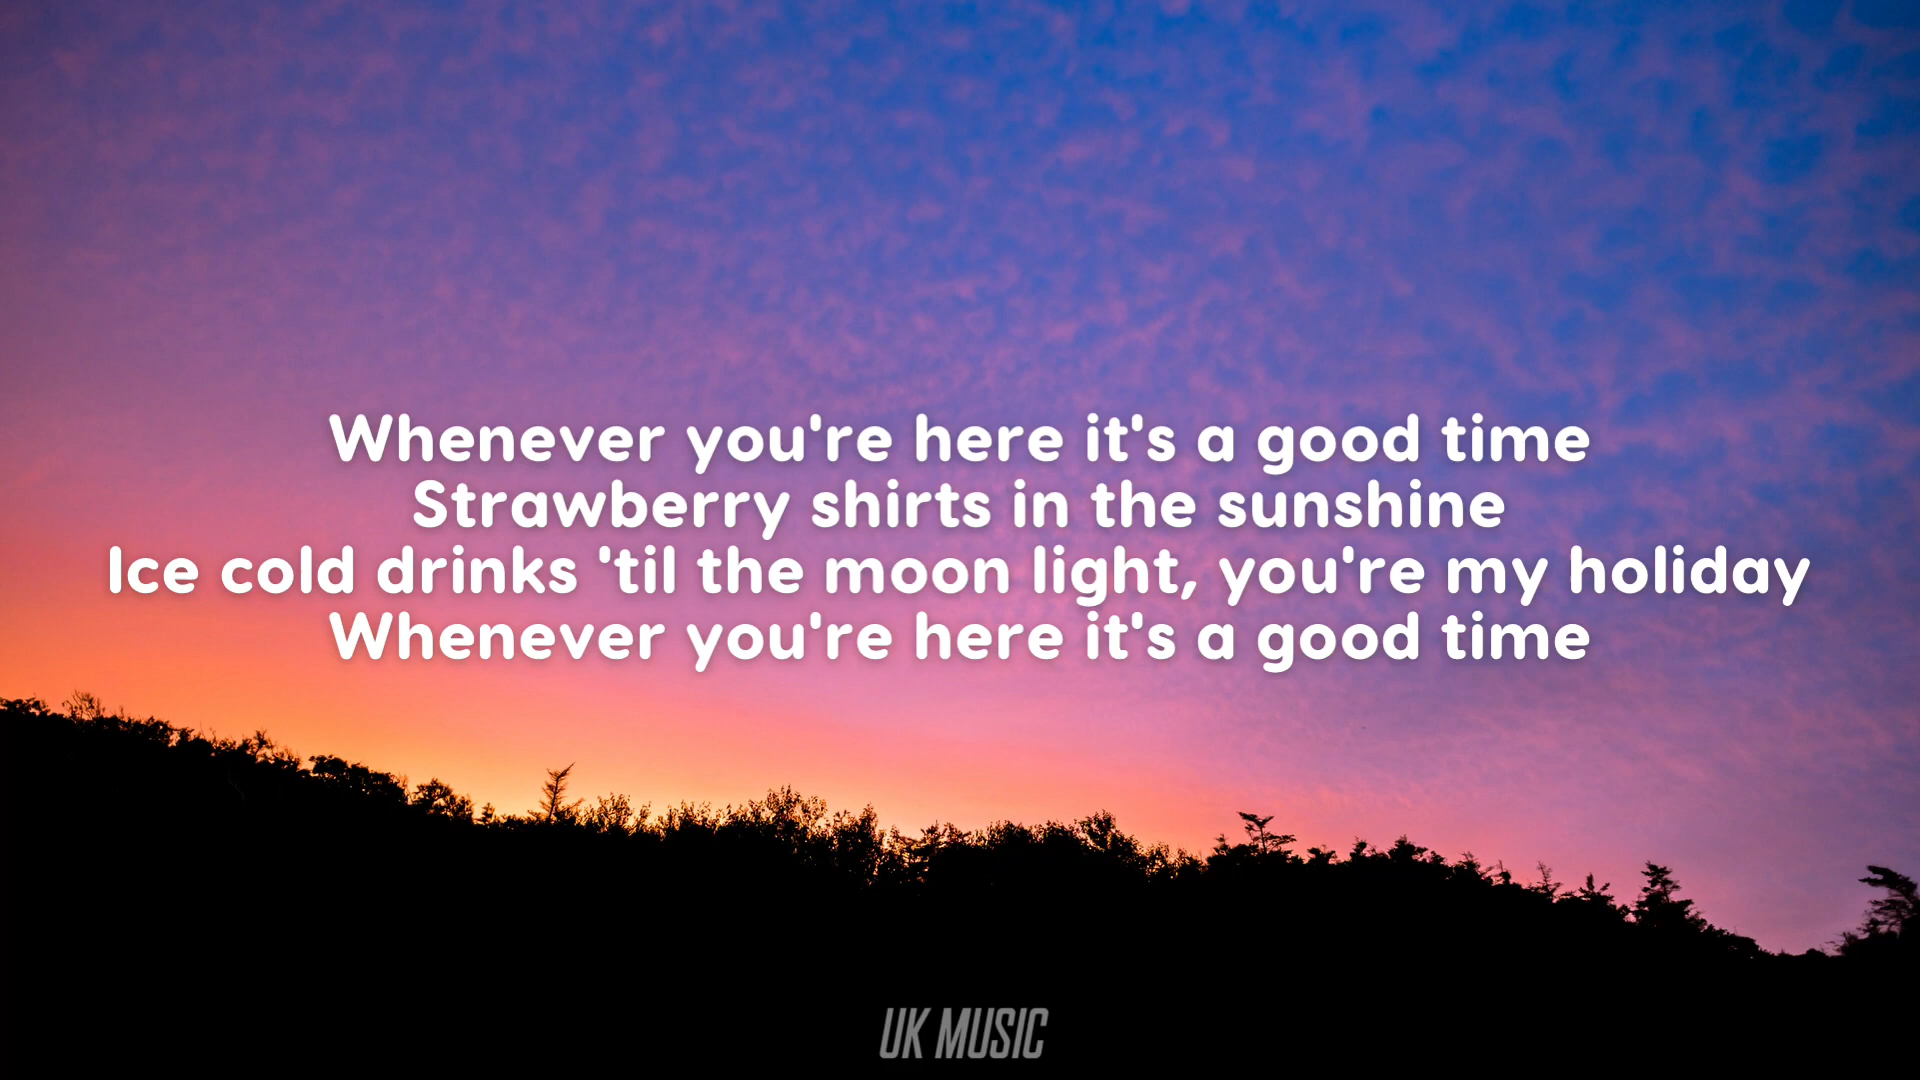 Whenever you're here it's a good time
Strawberry shirts in the sunshine
Ice cold drinks 'til the moon light, you're my holiday
Whenever you're here it's a good time
UK MUSIC